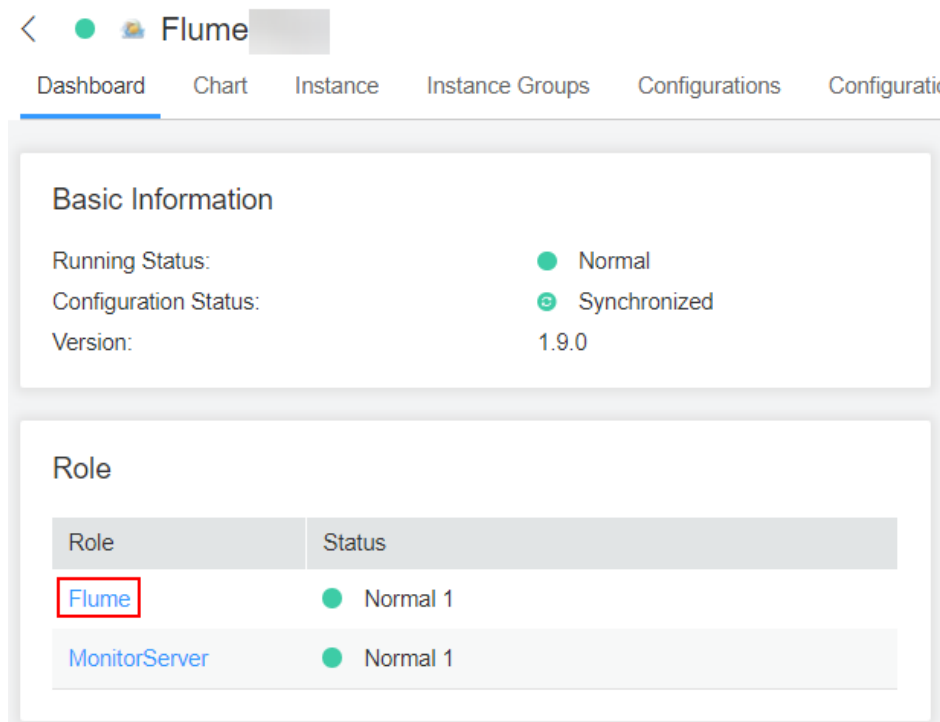 Flume
Dashboard Chart Instance Instance Groups Configurations
Basic Information
Running Status: Normal
Configuration Status: Synchronized
Version: 1.9.0
Role
Role Status
Flume Normal 1
MonitorServer Normal 1